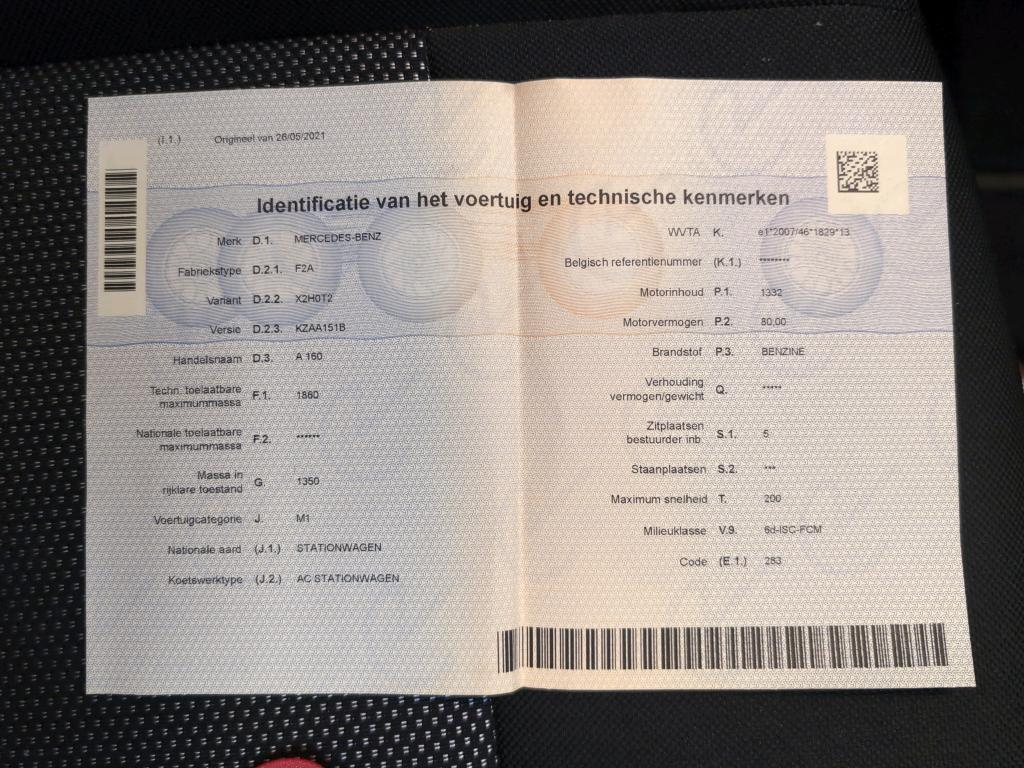 (I.1.) Origineel van 26/05/2021
Identificatie van het voertuig en technische kenmerken
Merk D.1. MERCEDES-BENZ
Fabriekstype D.2.1. F2A
Variant D.2.2. X2H0T2
Versie D.2.3. KZAA151B
Handelsnaam D.3. A 160
Techn. toelaatbare
maximummassa F.1. 1860
Nationale toelaatbare
maximummassa F.2. ******
Massa in
rijklare toestand G. 1350
Voertuigcategorie J. M1
Nationale aard (J.1.) STATIONWAGEN
Koetswerktype (J.2.) AC STATIONWAGEN
WVTA K. e1*2007/46*1829*13
Belgisch referentienummer (K.1.) ********
Motorinhoud P.1. 1332
Motorvermogen P.2. 80,00
Brandstof P.3. BENZINE
Verhouding
vermogen/gewicht Q. *****
Zitplaatsen
bestuurder inb. S.1. 5
Staanplaatsen S.2. ***
Maximum snelheid T. 200
Milieuklasse V.9. 6d-ISC-FCM
Code (E.1.) 283